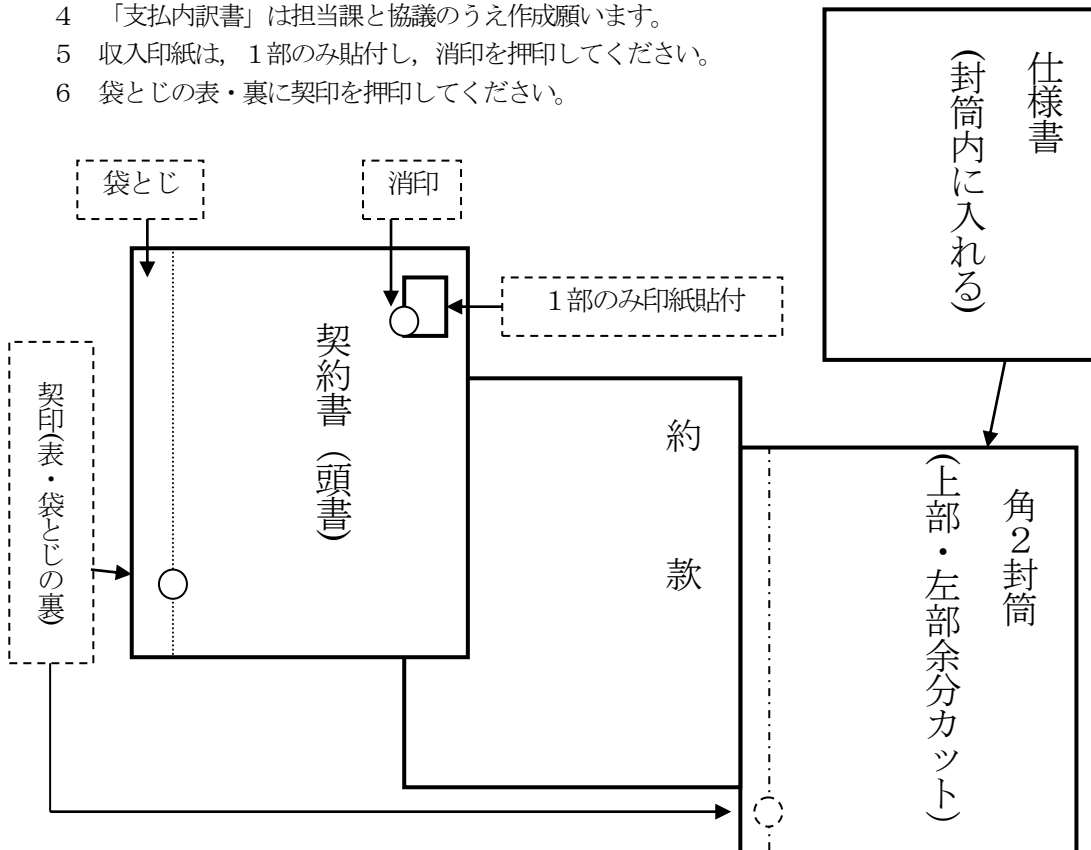 4　「支払内訳書」は担当課と協議のうえ作成願います。
5　収入印紙は，１部のみ貼付し，消印を押印してください。
6　袋とじの表・裏に契印を押印してください。
仕様書
(封筒内に入れる)
袋とじ
消印
１部のみ印紙貼付
契約書（頭書）
契印(表・袋とじの裏)
約款
角２封筒
(上部・左部余分カット)